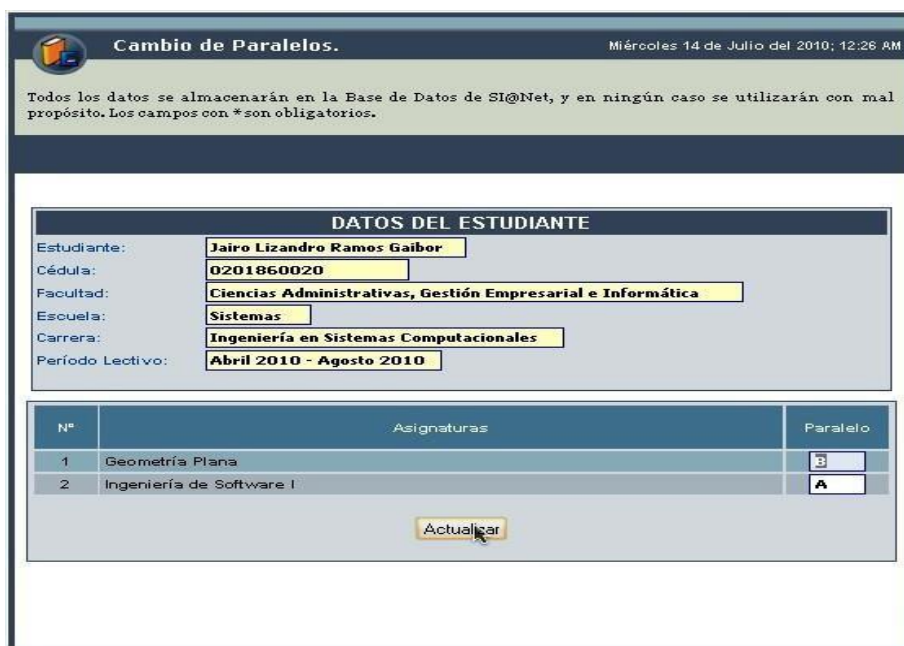 Cambio de Paralelos. Miércoles 14 de Julio del 2010; 12:26 AM
Todos los datos se almacenarán en la Base de Datos de SI@Net, y en ningún caso se utilizarán con mal
propósito. Los campos con * son obligatorios.
DATOS DEL ESTUDIANTE
Estudiante: Jairo Lizandro Ramos Gaibor
Cédula: 0201860020
Facultad: Ciencias Administrativas, Gestión Empresarial e Informática
Escuela: Sistemas
Carrera: Ingeniería en Sistemas Computacionales
Período Lectivo: Abril 2010 - Agosto 2010
Nº Asignaturas Paralelo
1 Geometría Plana B
2 Ingeniería de Software I A
Actualizar